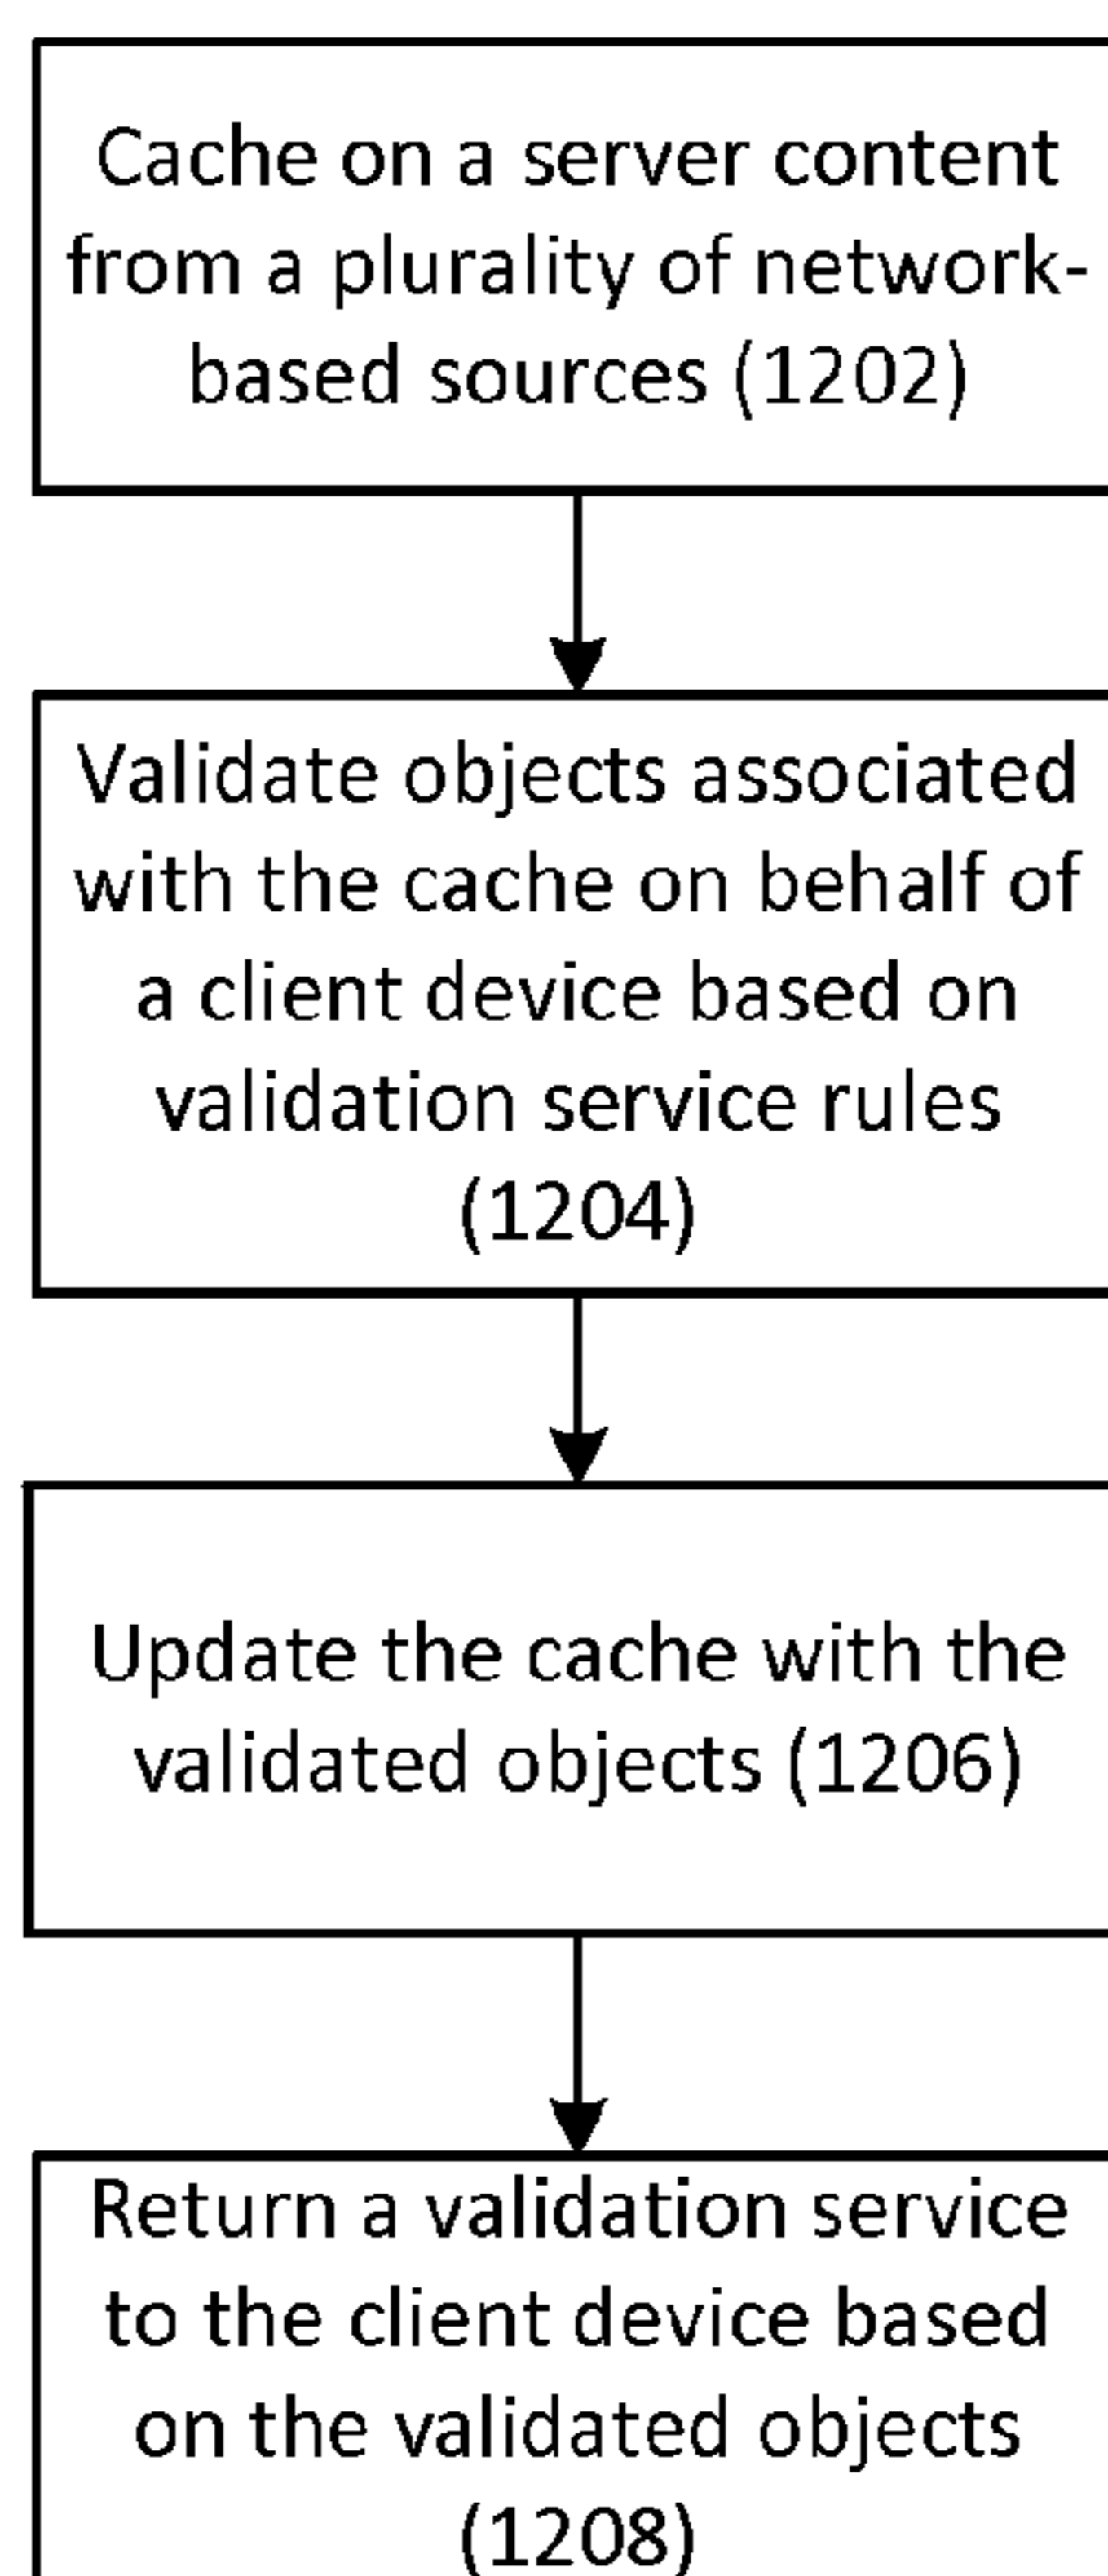 Cache on a server content
from a plurality of network-
based sources (1202)
Validate objects associated
with the cache on behalf of
a client device based on
validation service rules
(1204)
Update the cache with the
validated objects (1206)
Return a validation service
to the client device based
on the validated objects
(1208)